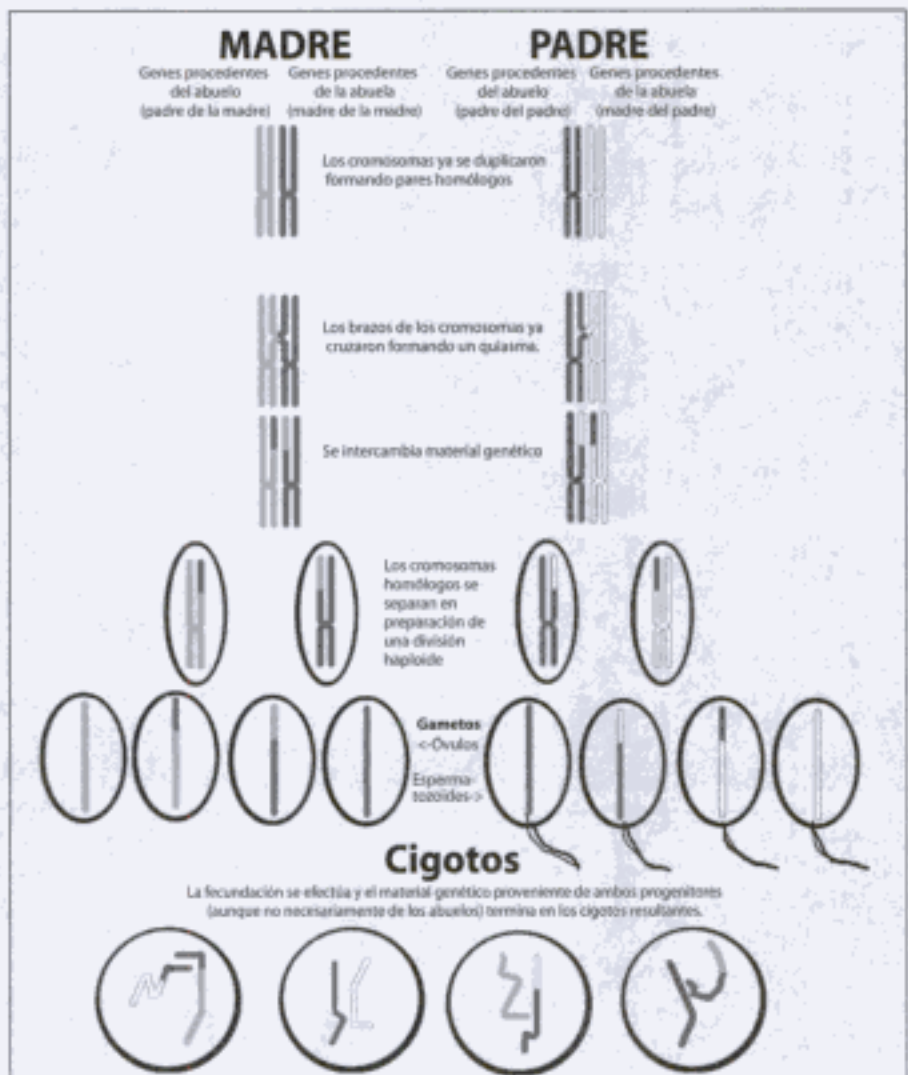 MADRE
PADRE
Genes procedentes
del abuelo
(padre de la madre)
Genes procedentes
de la abuela
(madre de la madre)
Genes procedentes
del abuelo
(padre del padre)
Genes procedentes
de la abuela
(madre del padre)
Los cromosomas ya se duplicaron
formando pares homólogos
Los brazos de los cromosomas ya
cruzaron formando un quiasma.
Se intercambia material genético
Los cromosomas
homólogos se
separan en
preparación de
una división
haploide
Gametos
<-Óvulos
Esperma-
tozoides->
Cigotos
La fecundación se efectúa y el material genético proveniente de ambos progenitores
(aunque no necesariamente de los abuelos) termina en los cigotos resultantes.